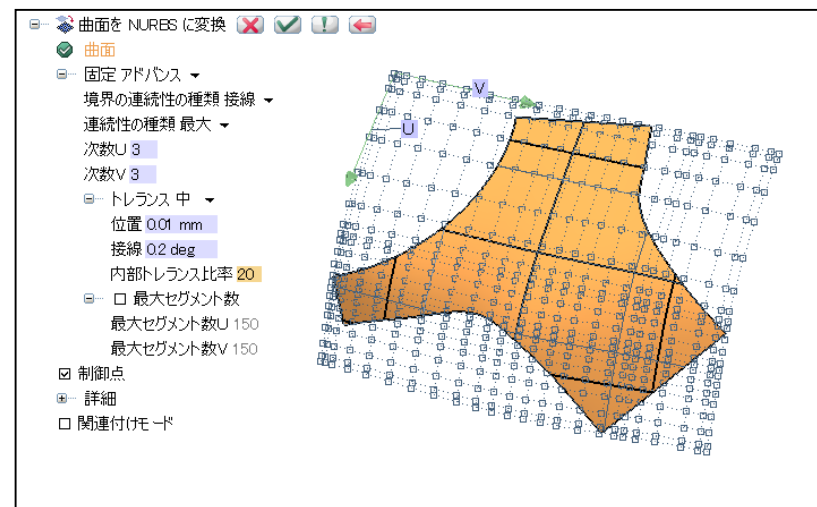 曲面を NURBS に変換
曲面
固定 アドバンス
境界の連続性の種類 接線
連続性の種類 最大
次数U 3
次数V 3
トレランス 中
位置 0.01 mm
接線 0.2 deg
内部トレランス比率 20
最大セグメント数
最大セグメント数U 150
最大セグメント数V 150
制御点
詳細
関連付けモード
V
U